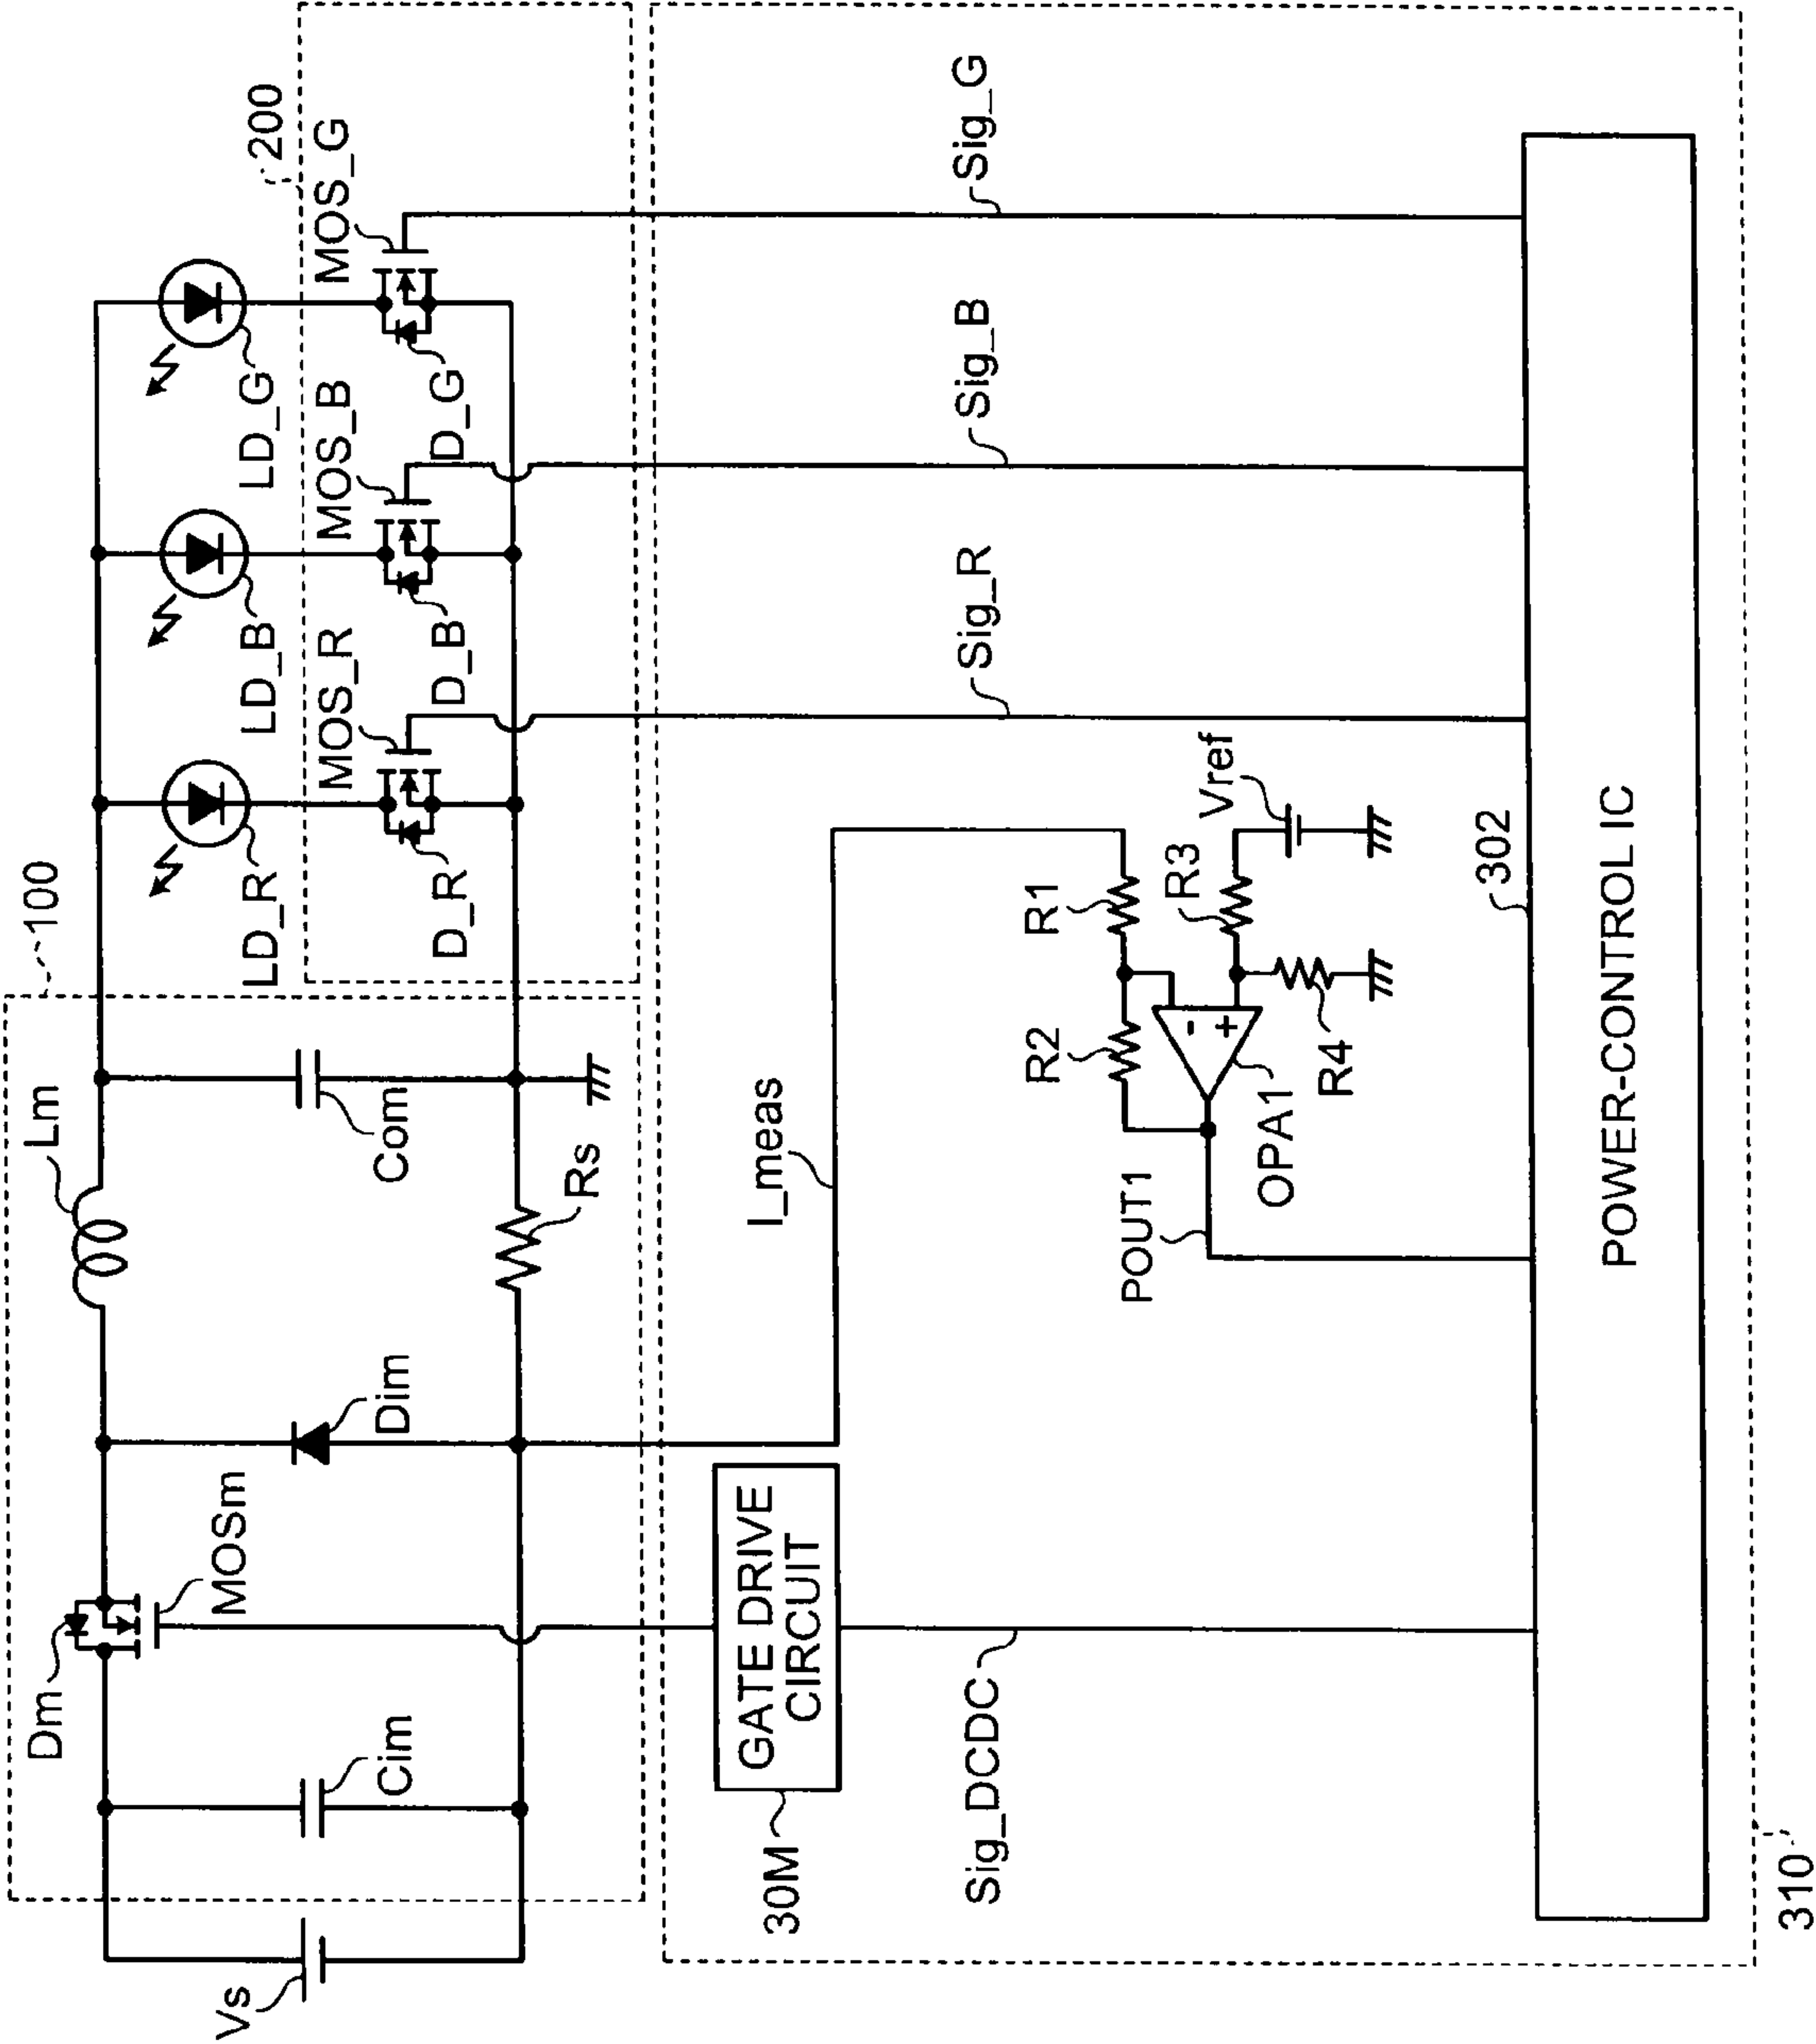 100
200
Lm
LD_R
LD_B
LD_G
Dm
MOSm
Dim
Com
MOS_R
MOS_B
MOS_G
Vs
Cim
Rs
D_R
D_B
D_G
30M
GATE DRIVE
CIRCUIT
I_meas
Sig_DCDC
Sig_R
Sig_B
Sig_G
R2
R1
POUT1
-
+
R3
Vref
OPA1
R4
302
POWER-CONTROL IC
310